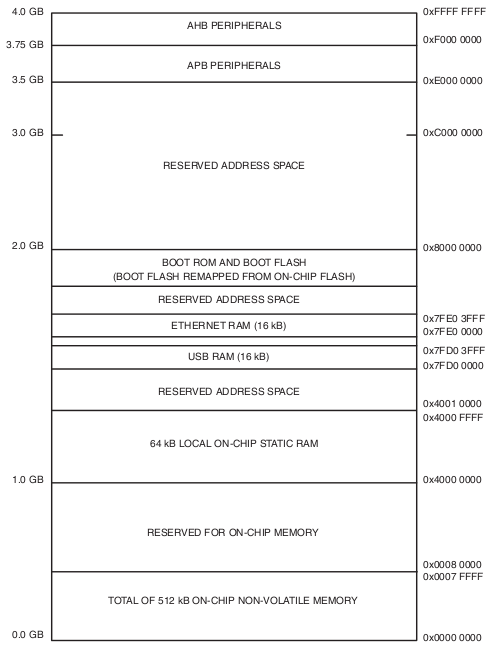 4.0 GB
0xFFFF FFFF
AHB PERIPHERALS
3.75 GB
0xF000 0000
APB PERIPHERALS
3.5 GB
0xE000 0000
3.0 GB
0xC000 0000
RESERVED ADDRESS SPACE
2.0 GB
0x8000 0000
BOOT ROM AND BOOT FLASH
(BOOT FLASH REMAPPED FROM ON-CHIP FLASH)
RESERVED ADDRESS SPACE
0x7FE0 3FFF
ETHERNET RAM (16 kB)
0x7FE0 0000
0x7FD0 3FFF
USB RAM (16 kB)
0x7FD0 0000
RESERVED ADDRESS SPACE
0x4001 0000
0x4000 FFFF
64 kB LOCAL ON-CHIP STATIC RAM
1.0 GB
0x4000 0000
RESERVED FOR ON-CHIP MEMORY
0x0008 0000
0x0007 FFFF
TOTAL OF 512 kB ON-CHIP NON-VOLATILE MEMORY
0.0 GB
0x0000 0000